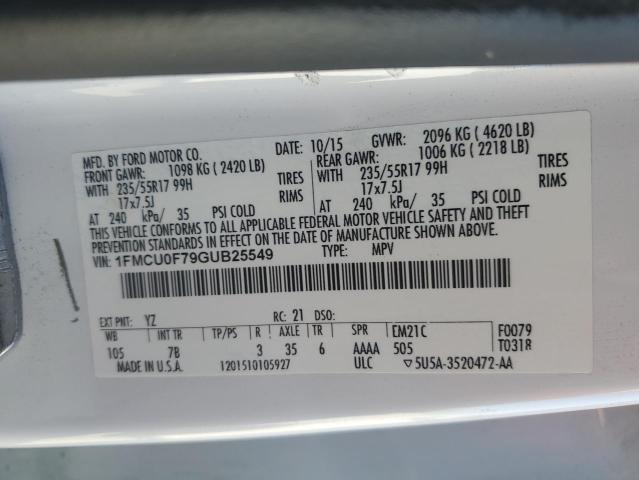 MFD. BY FORD MOTOR CO. DATE: 10/15 GVWR: 2096 KG ( 4620 LB)
FRONT GAWR: 1098 KG ( 2420 LB) REAR GAWR: 1006 KG ( 2218 LB)
WITH 235/55R17 99H TIRES WITH 235/55R17 99H TIRES
17x7.5J RIMS 17x7.5J RIMS
AT 240 kPa/ 35 PSI COLD AT 240 kPa/ 35 PSI COLD
THIS VEHICLE CONFORMS TO ALL APPLICABLE FEDERAL MOTOR VEHICLE SAFETY AND THEFT
PREVENTION STANDARDS IN EFFECT ON THE DATE OF MANUFACTURE SHOWN ABOVE.
VIN: 1FMCU0F79GUB25549 TYPE: MPV
EXT PNT: YZ RC: 21 DSO:
WB INT TR TP/PS R AXLE TR SPR EM21C F0079
105 7B 3 35 6 AAAA 505 T0318
MADE IN U.S.A. 1201510105927 ULC ▽5U5A-3520472-AA